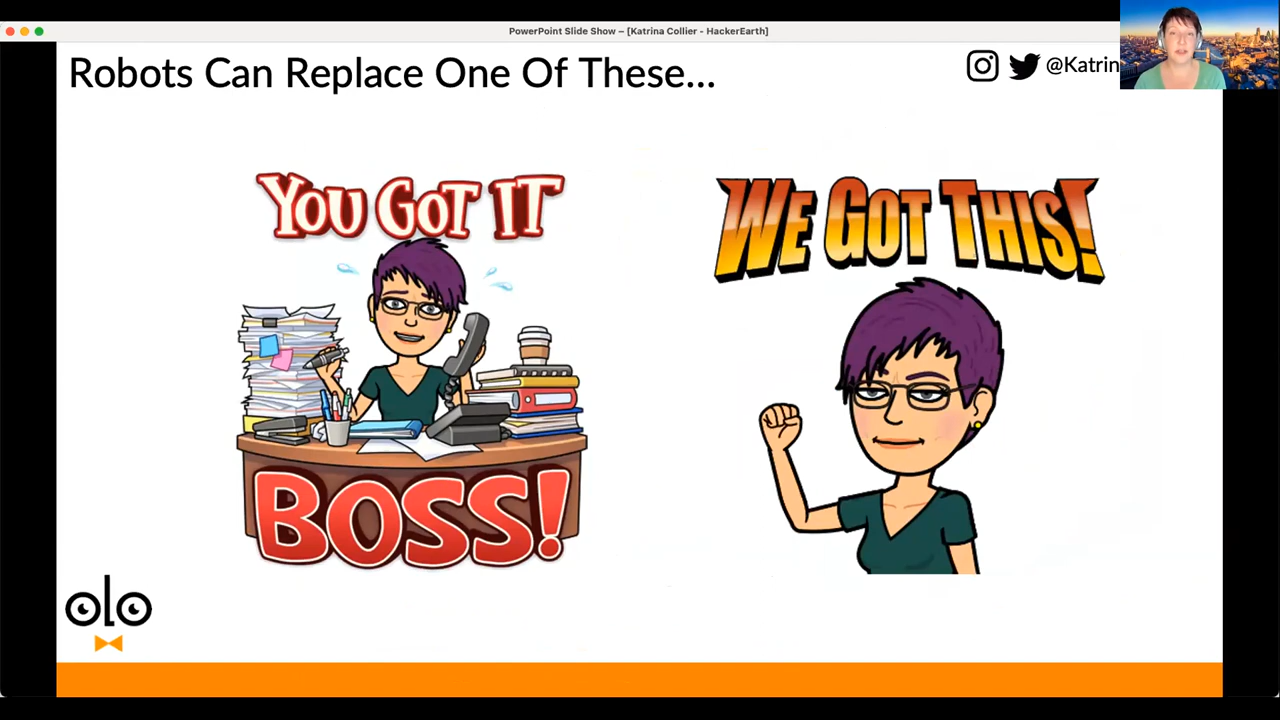 PowerPoint Slide Show – [Katrina Collier - HackerEarth]
Robots Can Replace One Of These...
@Katrin
YOU GOT IT
BOSS!
WE GOT THIS!
olo